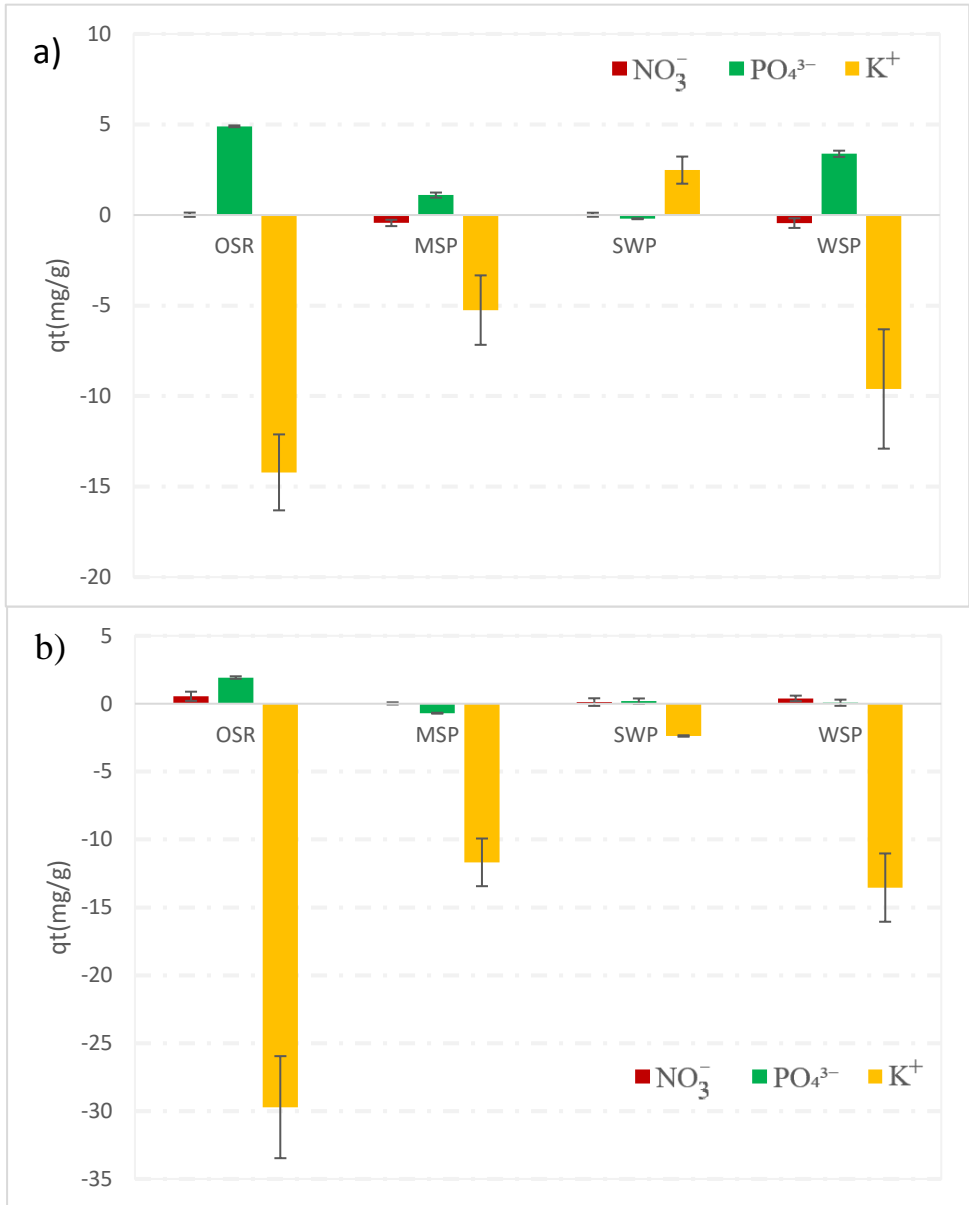 a)
10
NO₃⁻ PO₄³⁻ K⁺
5
0
OSR MSP SWP WSP
-5
qt(mg/g)
-10
-15
-20
b)
5
0
OSR MSP SWP WSP
-5
-10
qt(mg/g)
-15
-20
-25
NO₃⁻ PO₄³⁻ K⁺
-30
-35